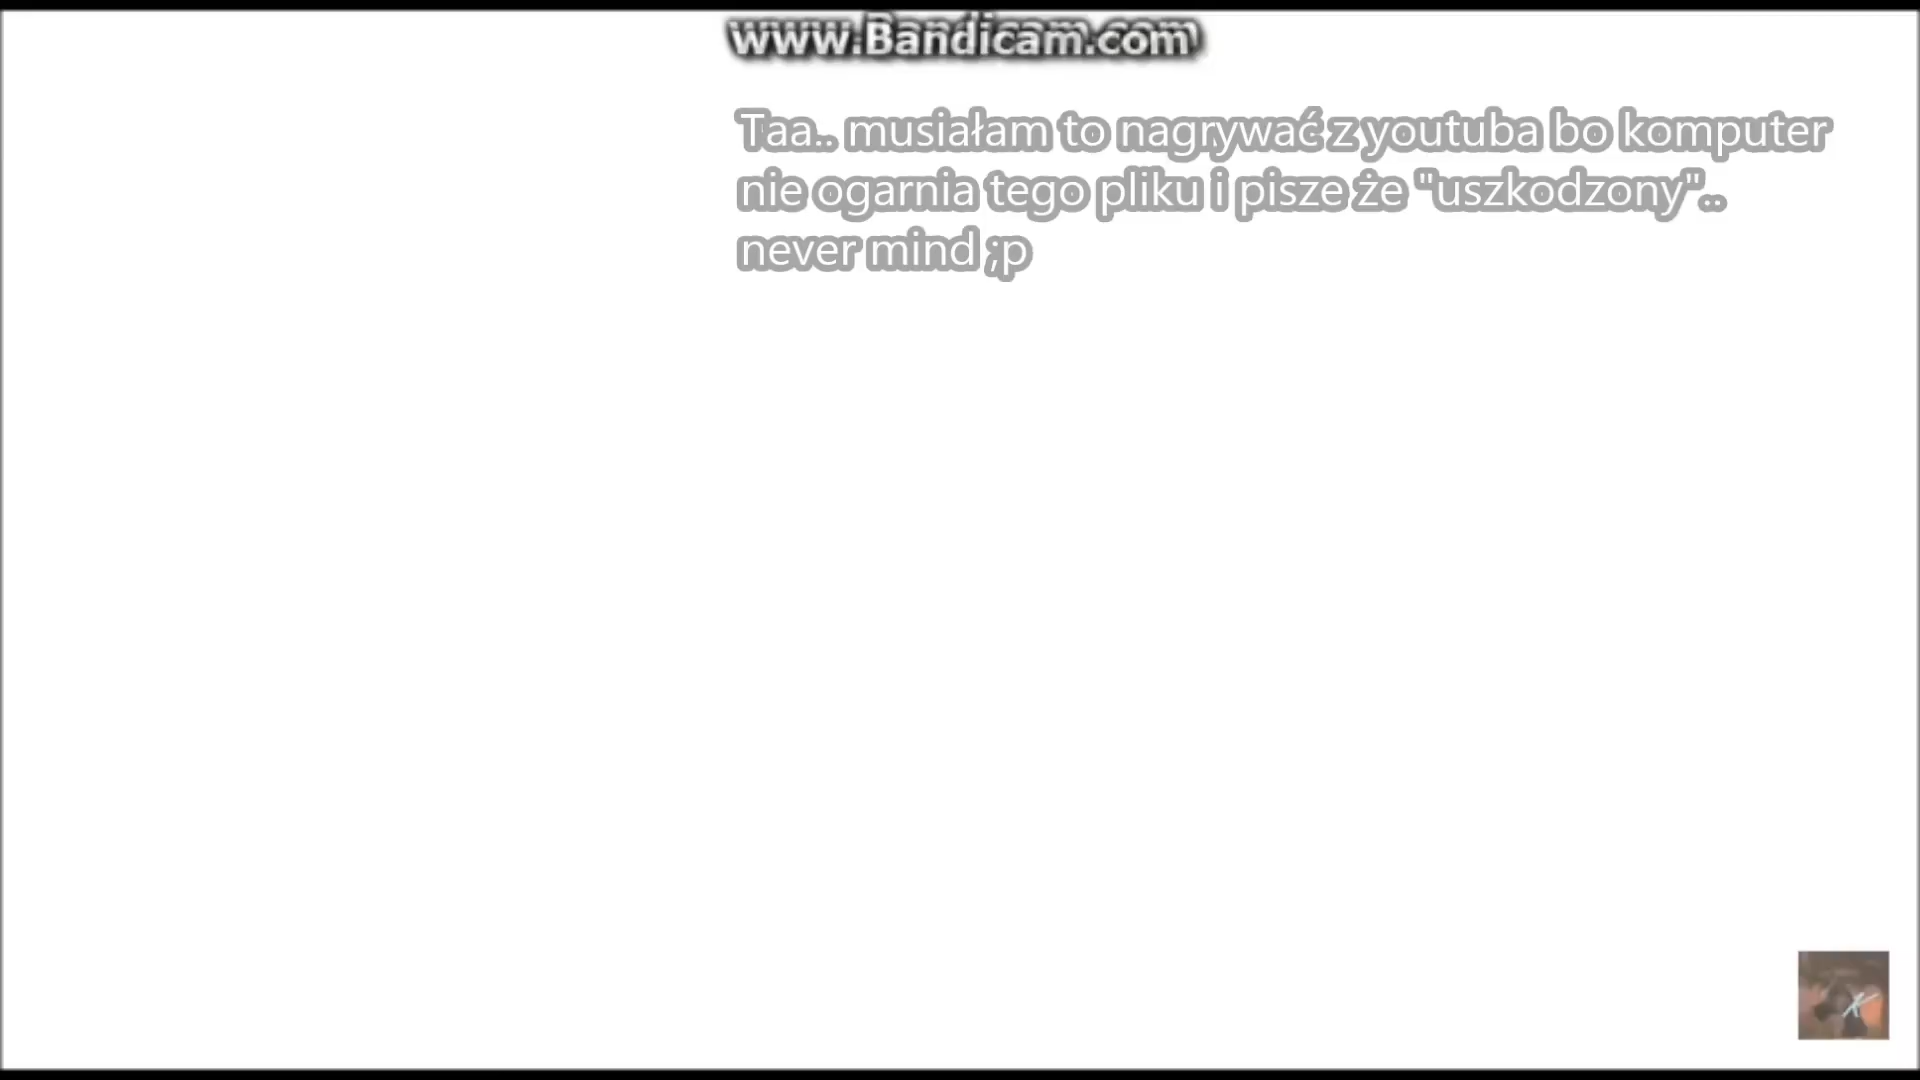 www.Bandicam.com
Taa.. musiałam to nagrywać z youtuba bo komputer
nie ogarnia tego pliku i pisze że "uszkodzony"..
never mind ;p